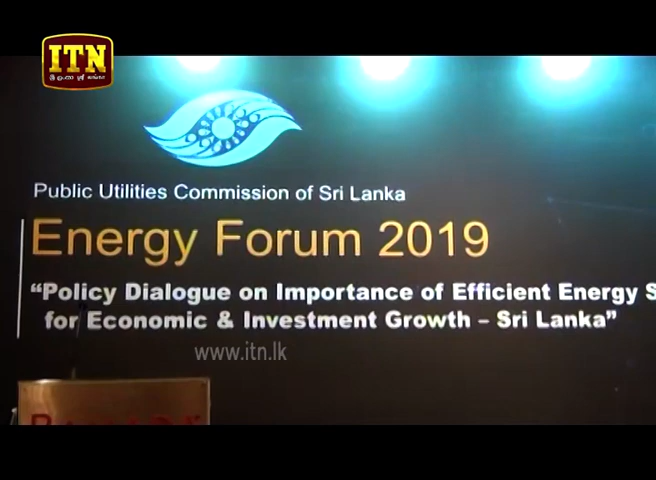 ITN
Public Utilities Commission of Sri Lanka
Energy Forum 2019
“Policy Dialogue on Importance of Efficient Energy S
for Economic & Investment Growth – Sri Lanka”
www.itn.lk